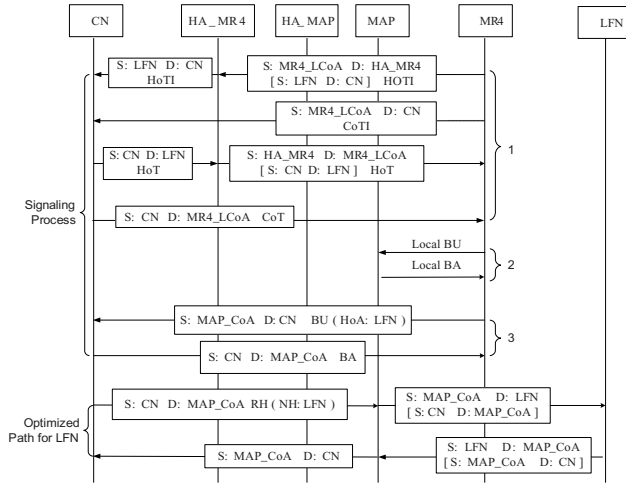 CN HA_MR4 HA_MAP MAP MR4 LFN
S: LFN D: CN
HoTI
S: MR4_LCoA D: HA_MR4
[ S: LFN D: CN ] HOTI
S: MR4_LCoA D: CN
CoTI
1
S: CN D: LFN
HoT
S: HA_MR4 D: MR4_LCoA
[ S: CN D: LFN ] HoT
Signaling
Process
S: CN D: MR4_LCoA CoT
Local BU
Local BA
2
S: MAP_CoA D: CN BU ( HoA: LFN )
3
S: CN D: MAP_CoA BA
S: CN D: MAP_CoA RH ( NH: LFN )
S: MAP_CoA D: LFN
[ S: CN D: MAP_CoA ]
Optimized
Path for LFN
S: LFN D: MAP_CoA
[ S: MAP_CoA D: CN ]
S: MAP_CoA D: CN